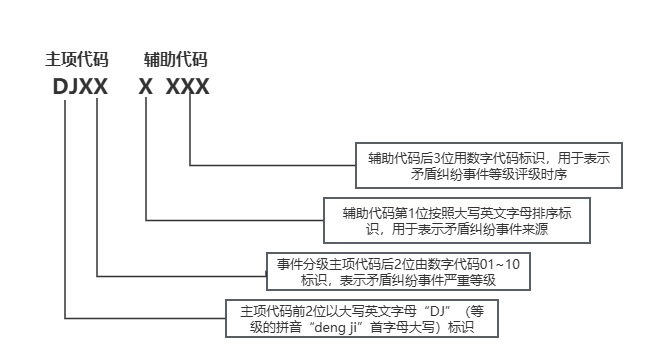 主项代码 辅助代码
DJXX X XXX
辅助代码后3位用数字代码标识，用于表示
矛盾纠纷事件等级评级时序
辅助代码第1位按照大写英文字母排序标
识，用于表示矛盾纠纷事件来源
事件分级主项代码后2位由数字代码01~10
标识，表示矛盾纠纷事件严重等级
主项代码前2位以大写英文字母“DJ”（等
级的拼音“deng ji”首字母大写）标识